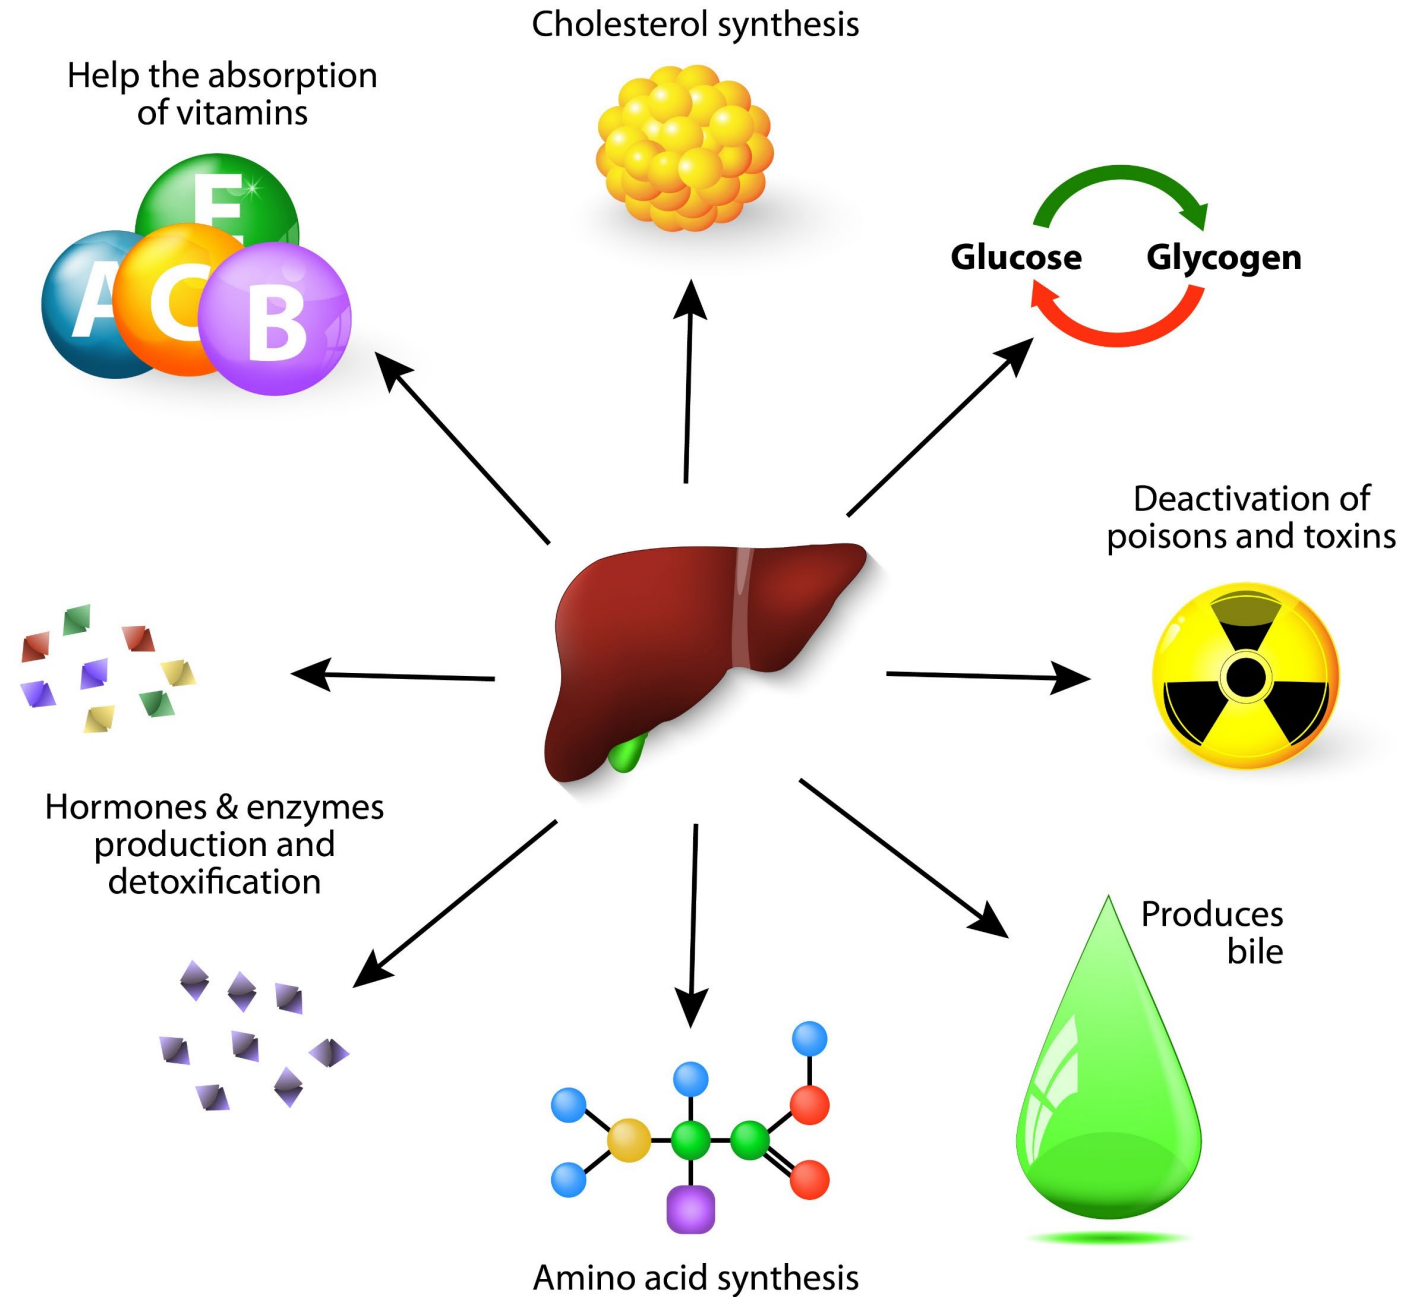 Cholesterol synthesis
Help the absorption
of vitamins
E
A
C
B
Glucose
Glycogen
Deactivation of
poisons and toxins
Hormones & enzymes
production and
detoxification
Produces
bile
Amino acid synthesis